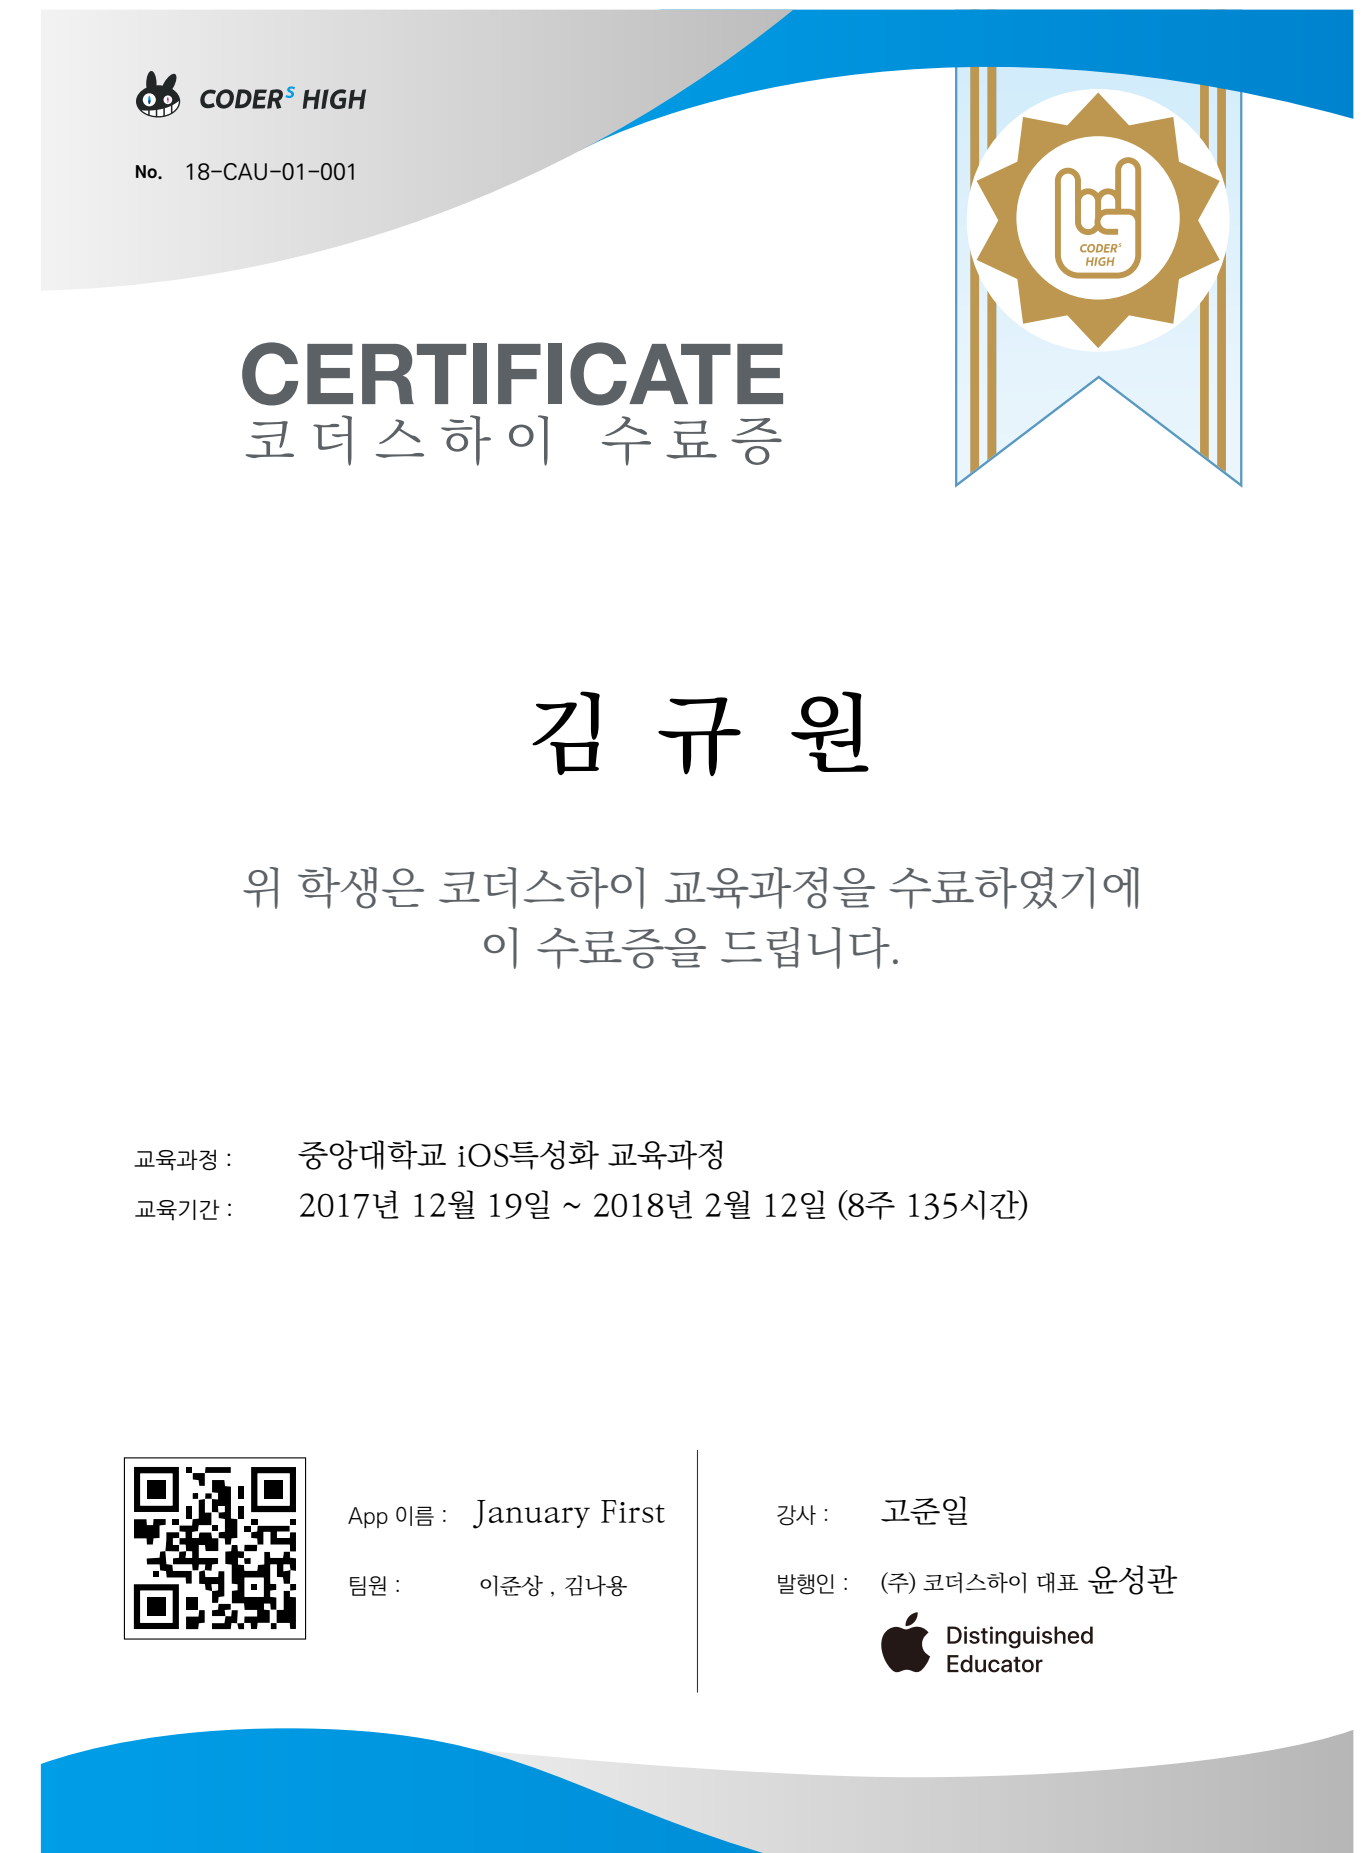 CODERS HIGH
No. 18-CAU-01-001
CODERS
HIGH
CERTIFICATE
코더스하이 수료증
김 규 원
위 학생은 코더스하이 교육과정을 수료하였기에
이 수료증을 드립니다.
교육과정 : 중앙대학교 iOS특성화 교육과정
교육기간 : 2017년 12월 19일 ~ 2018년 2월 12일 (8주 135시간)
App 이름 : January First
팀원 : 이준상 , 김나용
강사 : 고준일
발행인 : (주) 코더스하이 대표 윤성관
Distinguished
Educator